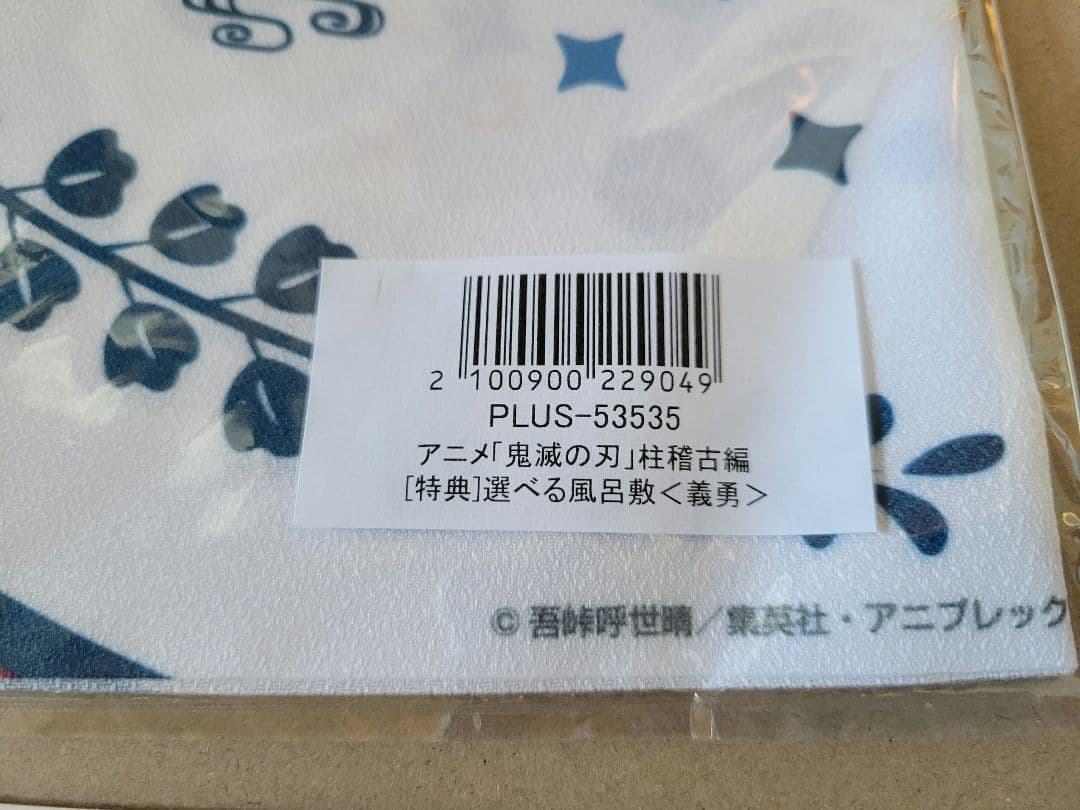 2 100900 229049
PLUS-53535
アニメ「鬼滅の刃」柱稽古編
[特典]選べる風呂敷<義勇>
© 吾峠呼世晴／集英社・アニプレック